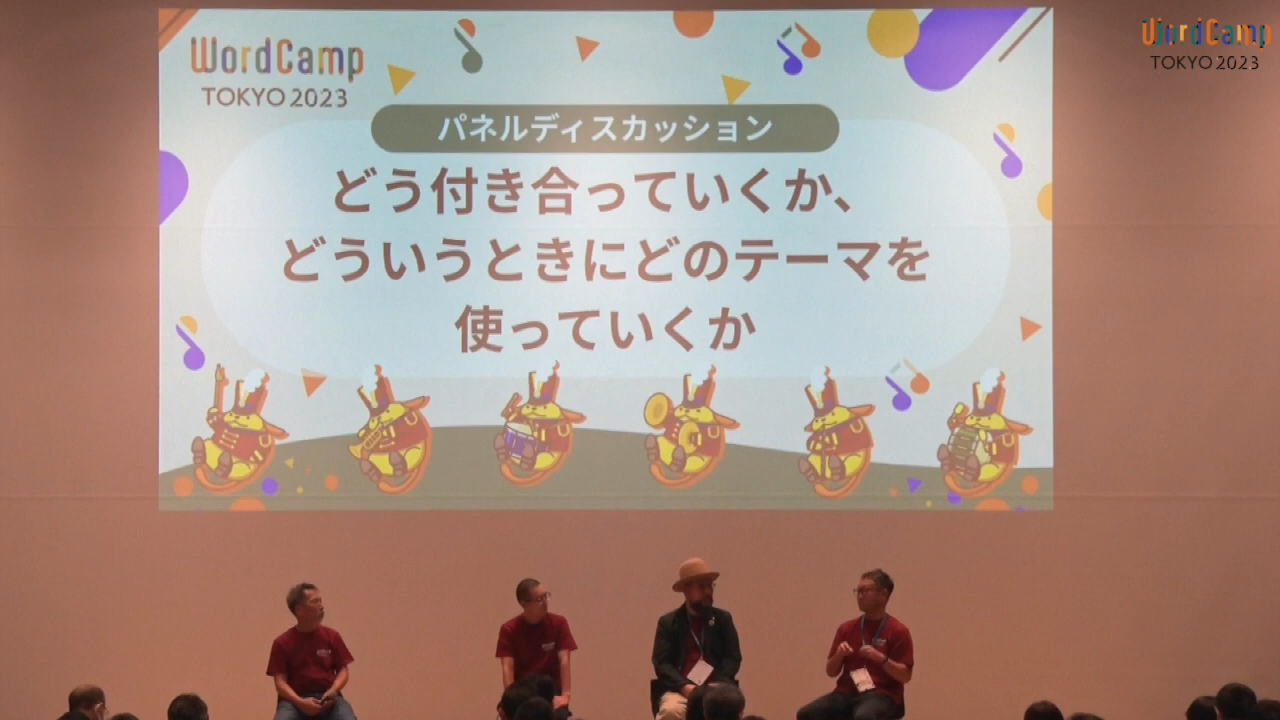 WordCamp
TOKYO 2023
WordCamp
TOKYO 2023
パネルディスカッション
どう付き合っていくか、
どういうときにどのテーマを
使っていくか